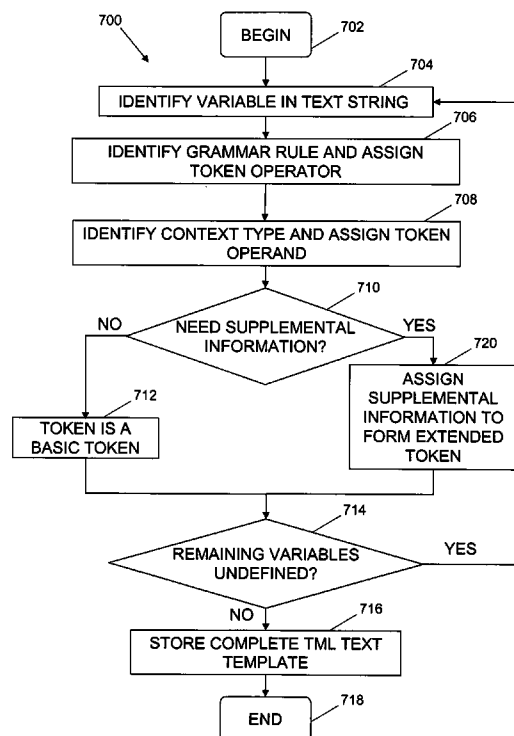 700
BEGIN
702
704
IDENTIFY VARIABLE IN TEXT STRING
706
IDENTIFY GRAMMAR RULE AND ASSIGN
TOKEN OPERATOR
708
IDENTIFY CONTEXT TYPE AND ASSIGN TOKEN
OPERAND
710
NO
NEED SUPPLEMENTAL
INFORMATION?
YES
712
TOKEN IS A
BASIC TOKEN
720
ASSIGN
SUPPLEMENTAL
INFORMATION TO
FORM EXTENDED
TOKEN
714
REMAINING VARIABLES
UNDEFINED?
YES
NO
716
STORE COMPLETE TML TEXT
TEMPLATE
END
718